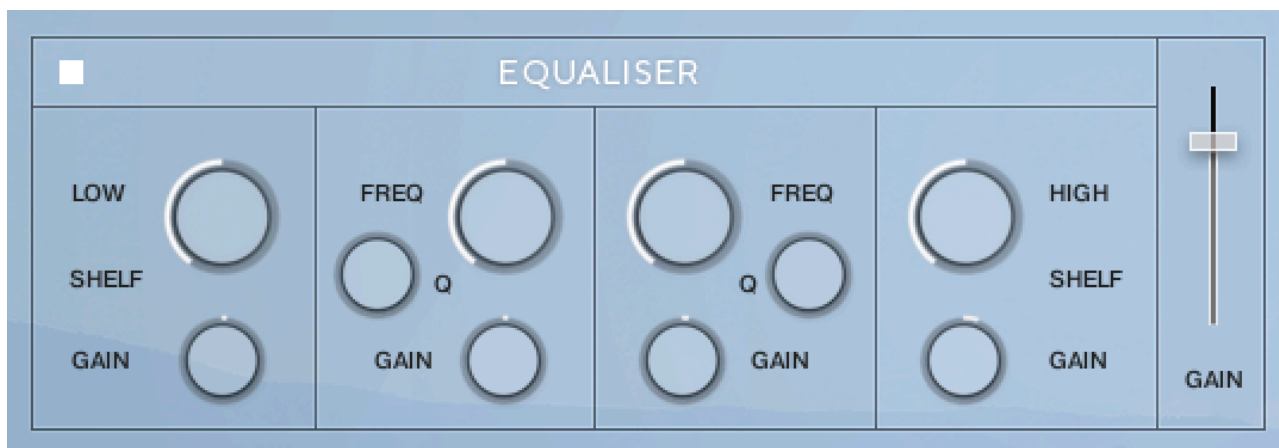 EQUALISER
LOW
SHELF
GAIN
FREQ
Q
GAIN
FREQ
Q
GAIN
HIGH
SHELF
GAIN
GAIN